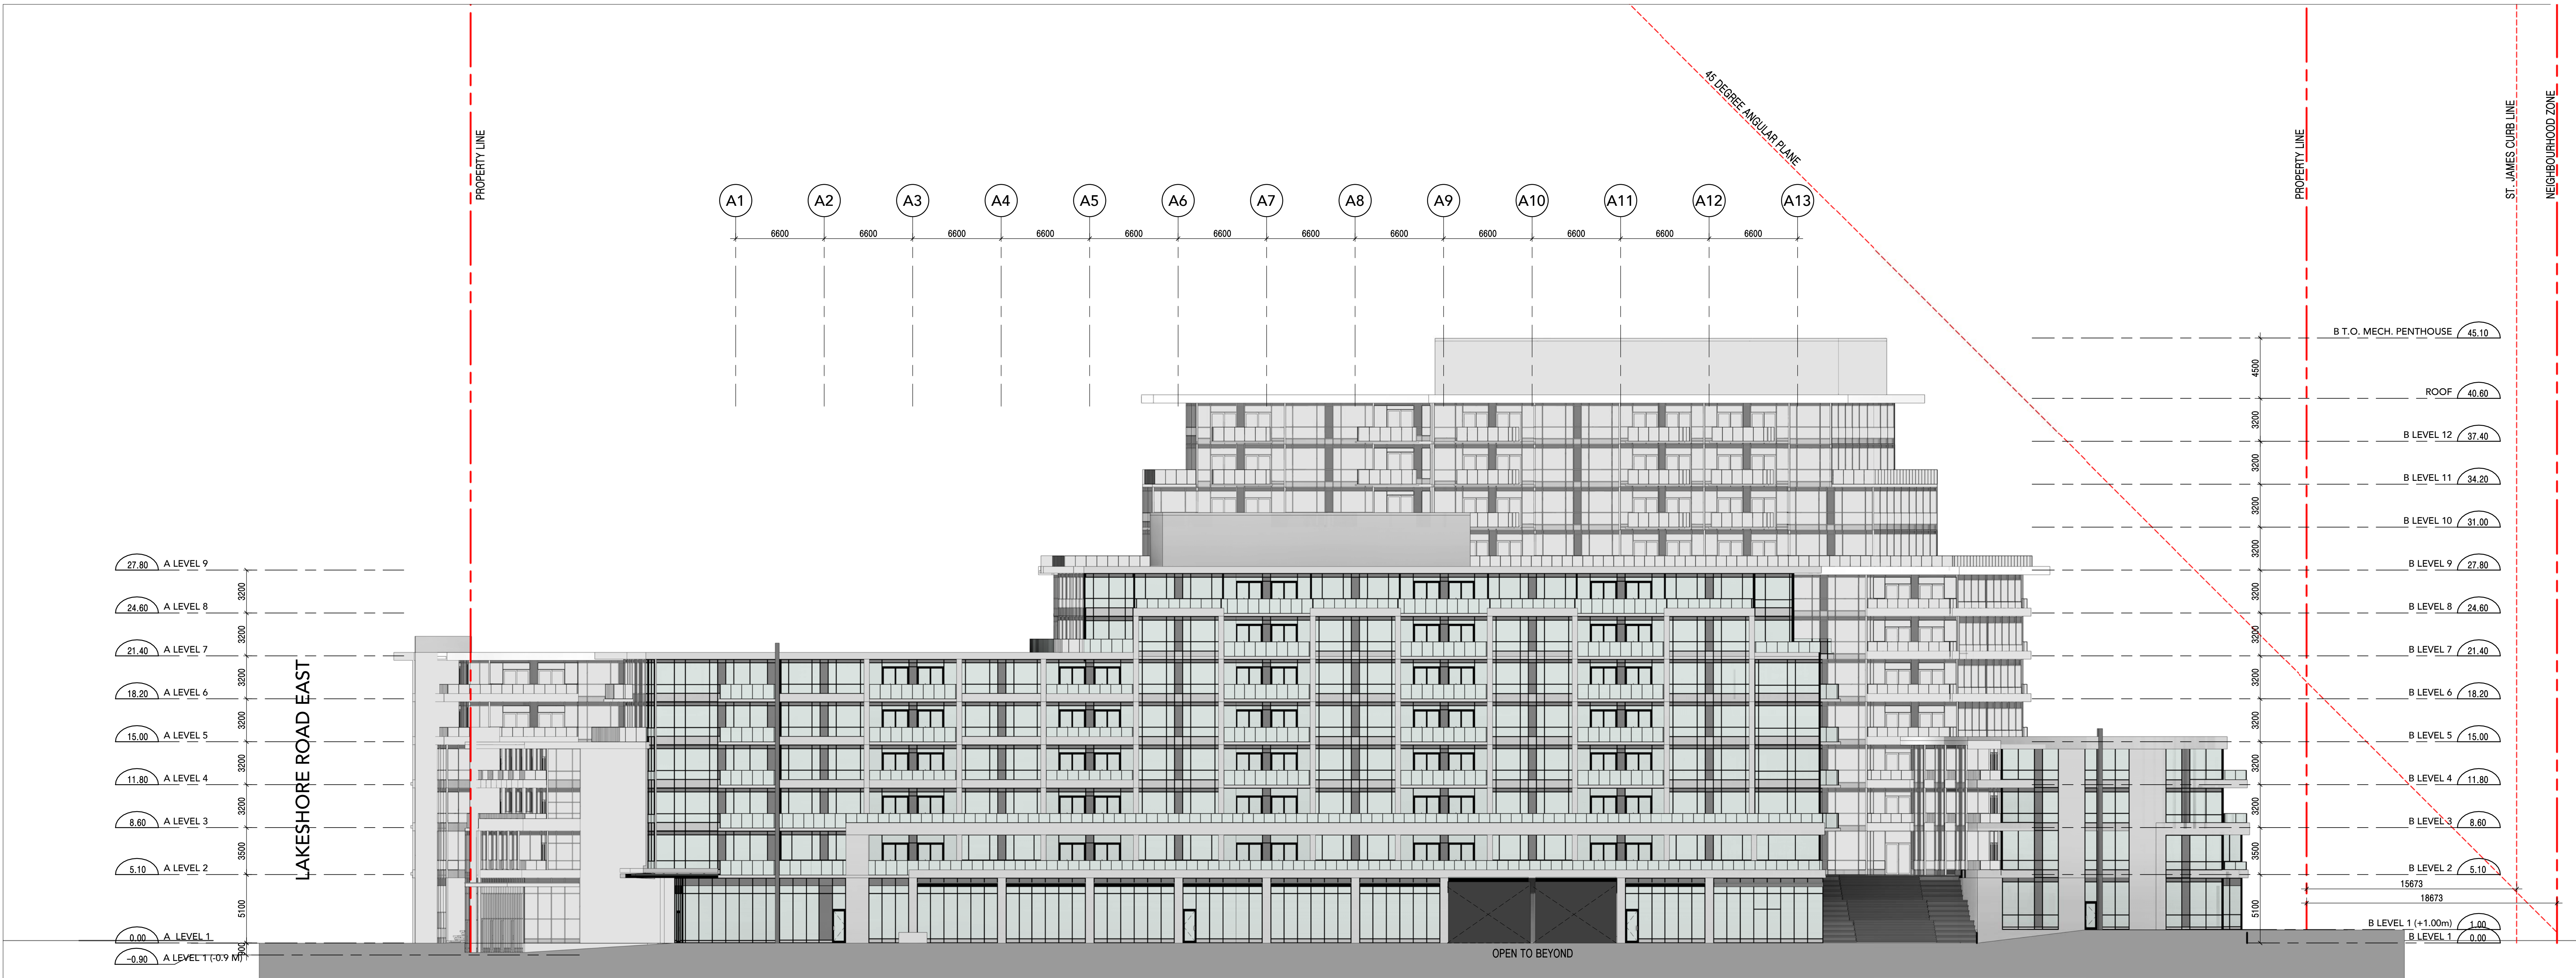 45 DEGREE ANGULAR PLANE
PROPERTY LINE
PROPERTY LINE
ST. JAMES CURB LINE
NEIGHBOURHOOD ZONE
A1 A2 A3 A4 A5 A6 A7 A8 A9 A10 A11 A12 A13
6600 6600 6600 6600 6600 6600 6600 6600 6600 6600 6600 6600
LAKESHORE ROAD EAST
27.80 A LEVEL 9
3200
24.60 A LEVEL 8
3200
21.40 A LEVEL 7
3200
18.20 A LEVEL 6
3200
15.00 A LEVEL 5
3200
11.80 A LEVEL 4
3200
8.60 A LEVEL 3
3500
5.10 A LEVEL 2
5100
0.00 A LEVEL 1
900
-0.90 A LEVEL 1 (-0.9 M)
B T.O. MECH. PENTHOUSE 45.10
4500
ROOF 40.60
3200
B LEVEL 12 37.40
3200
B LEVEL 11 34.20
3200
B LEVEL 10 31.00
3200
B LEVEL 9 27.80
3200
B LEVEL 8 24.60
3200
B LEVEL 7 21.40
3200
B LEVEL 6 18.20
3200
B LEVEL 5 15.00
3200
B LEVEL 4 11.80
3200
B LEVEL 3 8.60
3500
B LEVEL 2 5.10
15673
18673
5100
B LEVEL 1 (+1.00m) 1.00
B LEVEL 1 0.00
OPEN TO BEYOND